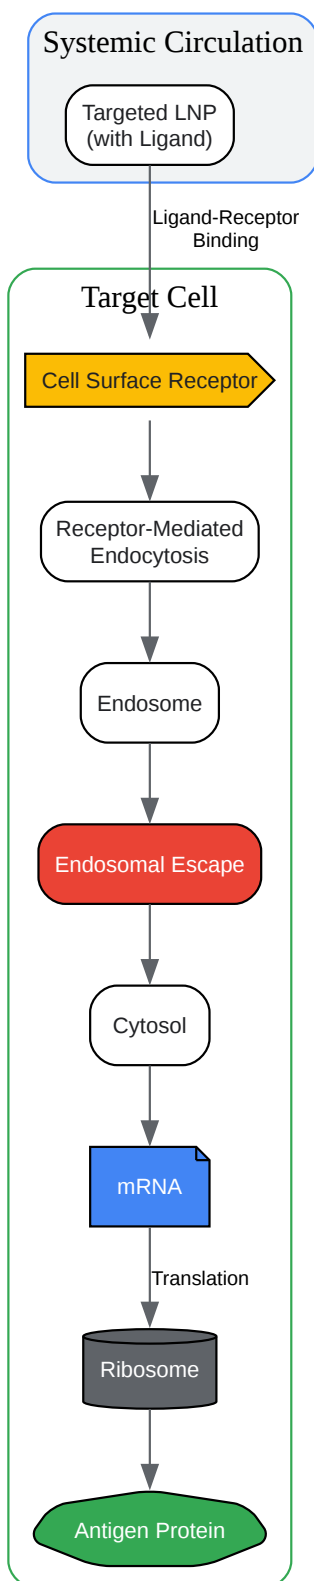 Systemic Circulation
Targeted LNP
(with Ligand)
Ligand-Receptor
Binding
Target Cell
Cell Surface Receptor
Receptor-Mediated
Endocytosis
Endosome
Endosomal Escape
Cytosol
mRNA
Translation
Ribosome
Antigen Protein